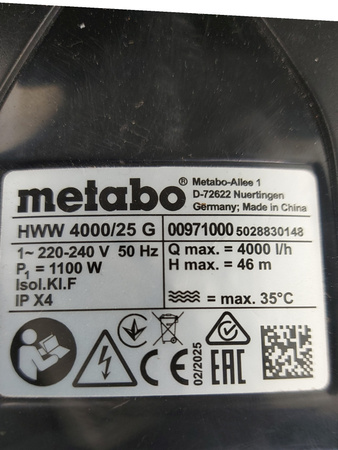 metabo® Metabo-Allee 1
D-72622 Nuertingen
Germany; Made in China
HWW 4000/25 G 00971000 5028830148
1~ 220-240 V 50 Hz Q max. = 4000 l/h
P1 = 1100 W H max. = 46 m
Isol.Kl.F
IP X4 = max. 35°C
02/2025
CE EAC